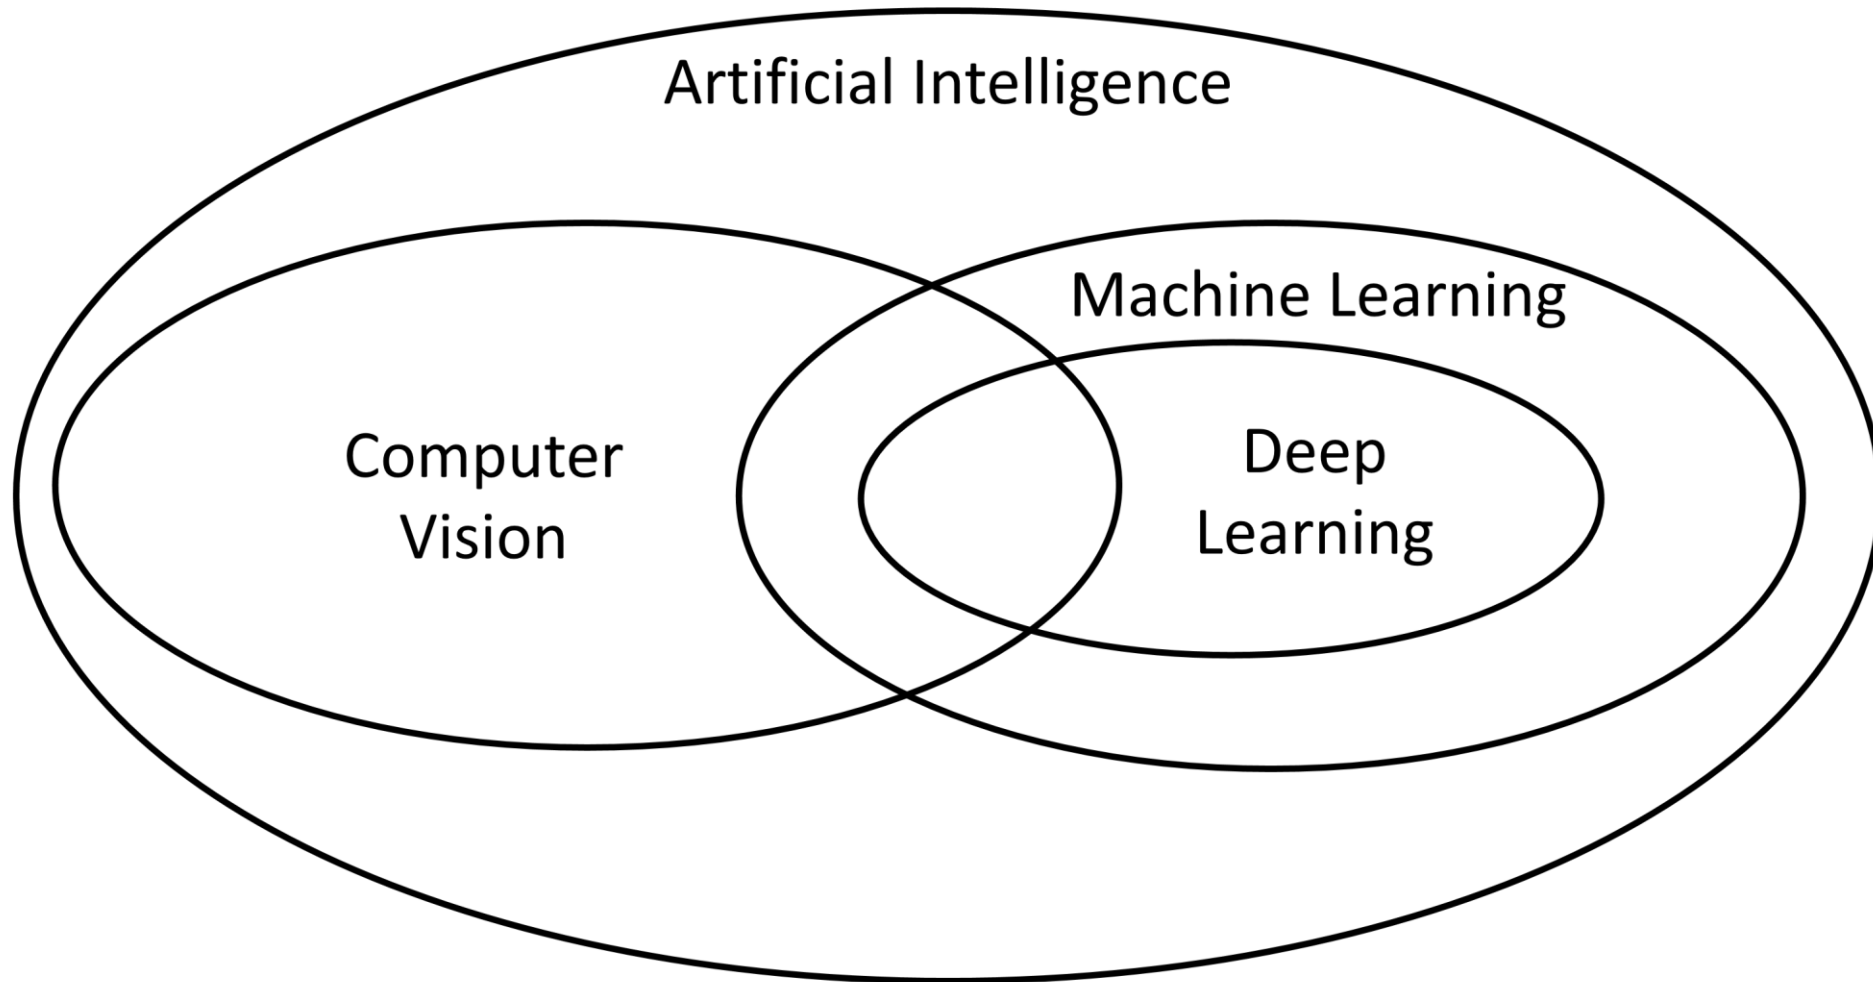 Artificial Intelligence
Machine Learning
Computer
Vision
Deep
Learning